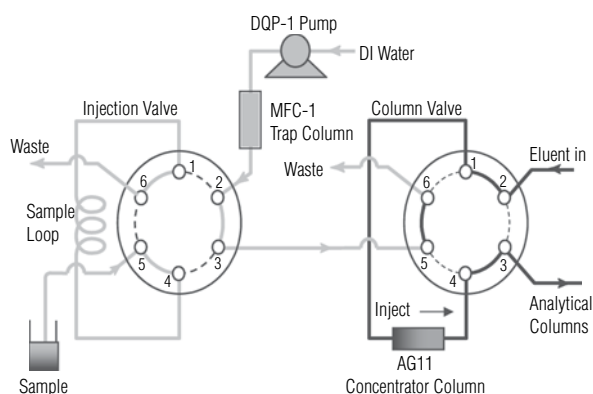 DQP-1 Pump
DI Water
Injection Valve
MFC-1
Trap Column
Column Valve
Waste
1
2
3
4
5
6
Sample
Loop
Waste
1
2
3
4
5
6
Eluent in
Inject
Analytical
Columns
AG11
Concentrator Column
Sample